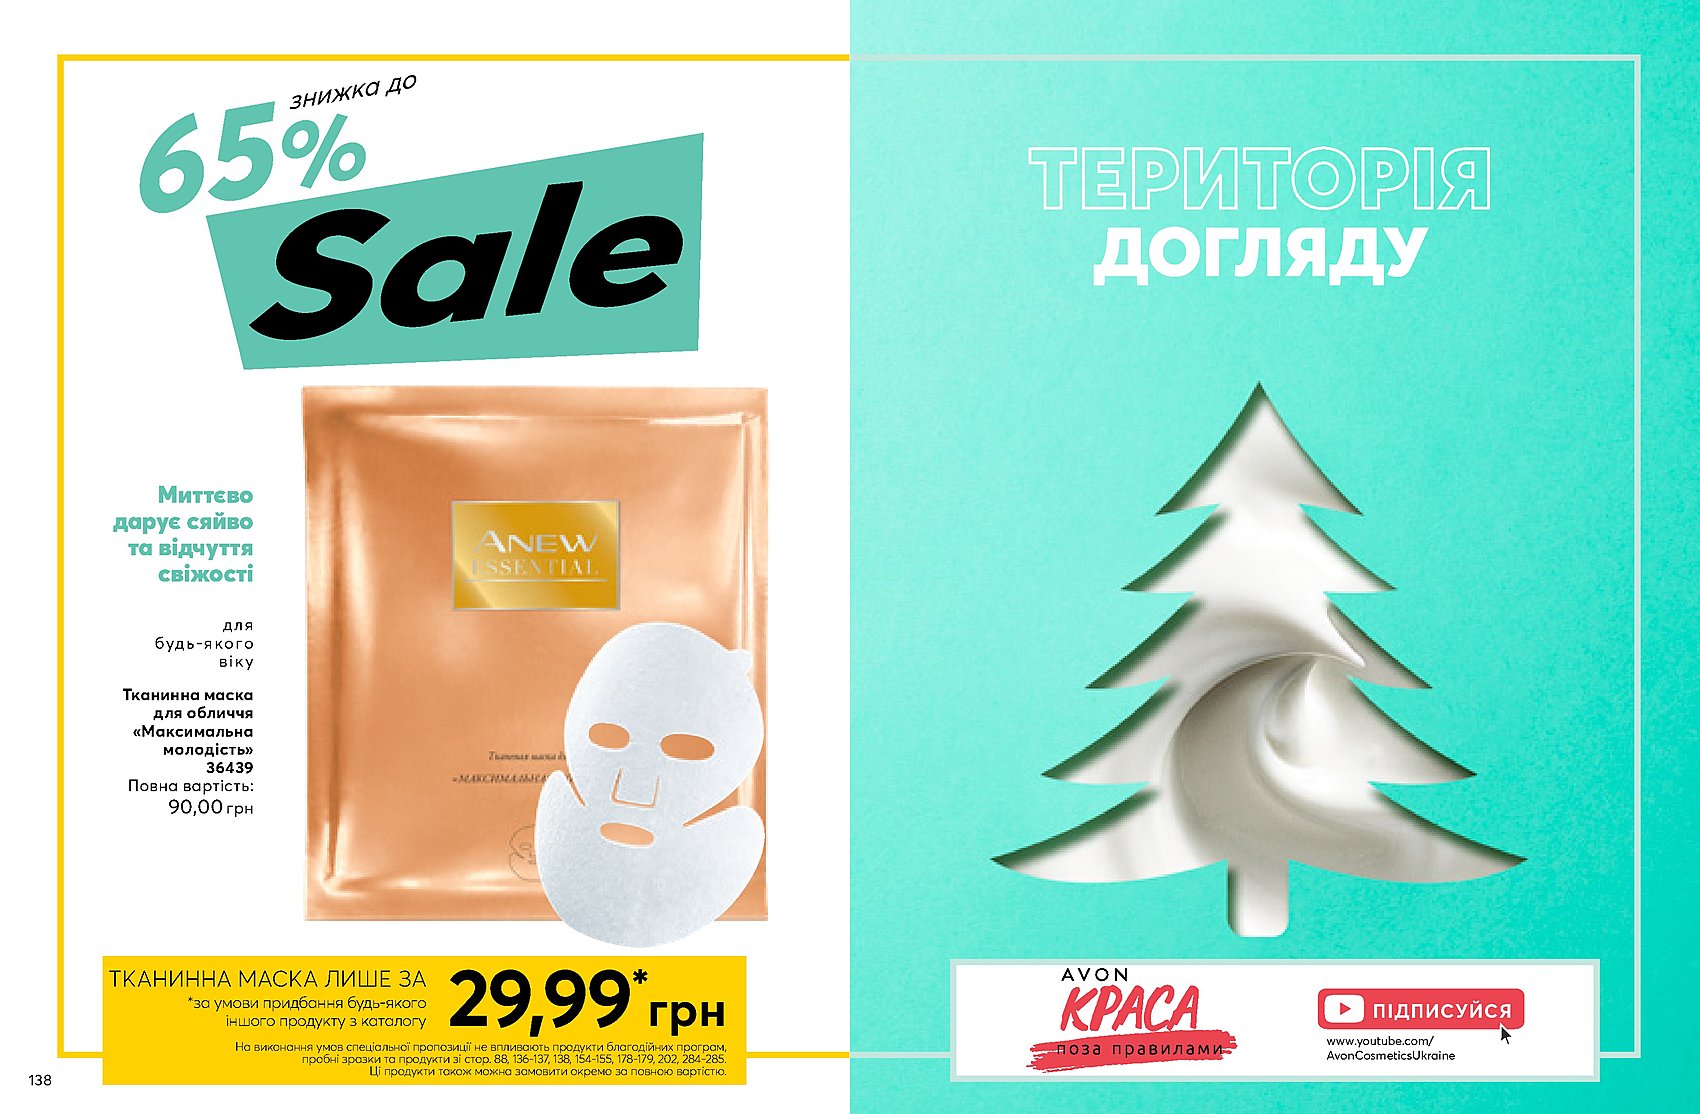 знижка до
65%
Sale
Миттєво
дарує сяйво
та відчуття
свіжості
для
будь-якого
віку
Тканинна маска
для обличчя
«Максимальна
молодість»
36439
Повна вартість:
90,00 грн
ANEW
ESSENTIAL
Тканевая маска
«МАКСИМАЛЬНА
ТКАНИННА МАСКА ЛИШЕ ЗА
*за умови придбання будь-якого
іншого продукту з каталогу
29,99* грн
На виконання умов спеціальної пропозиції не впливають продукти благодійних програм,
пробні зразки та продукти зі стор. 88, 136-137, 138, 154-155, 178-179, 202, 284-285.
Ці продукти також можна замовити окремо за повною вартістю.
138
ТЕРИТОРІЯ
ДОГЛЯДУ
AVON
КРАСА
поза правилами
ПІДПИСУЙСЯ
www.youtube.com/
AvonCosmeticsUkraine